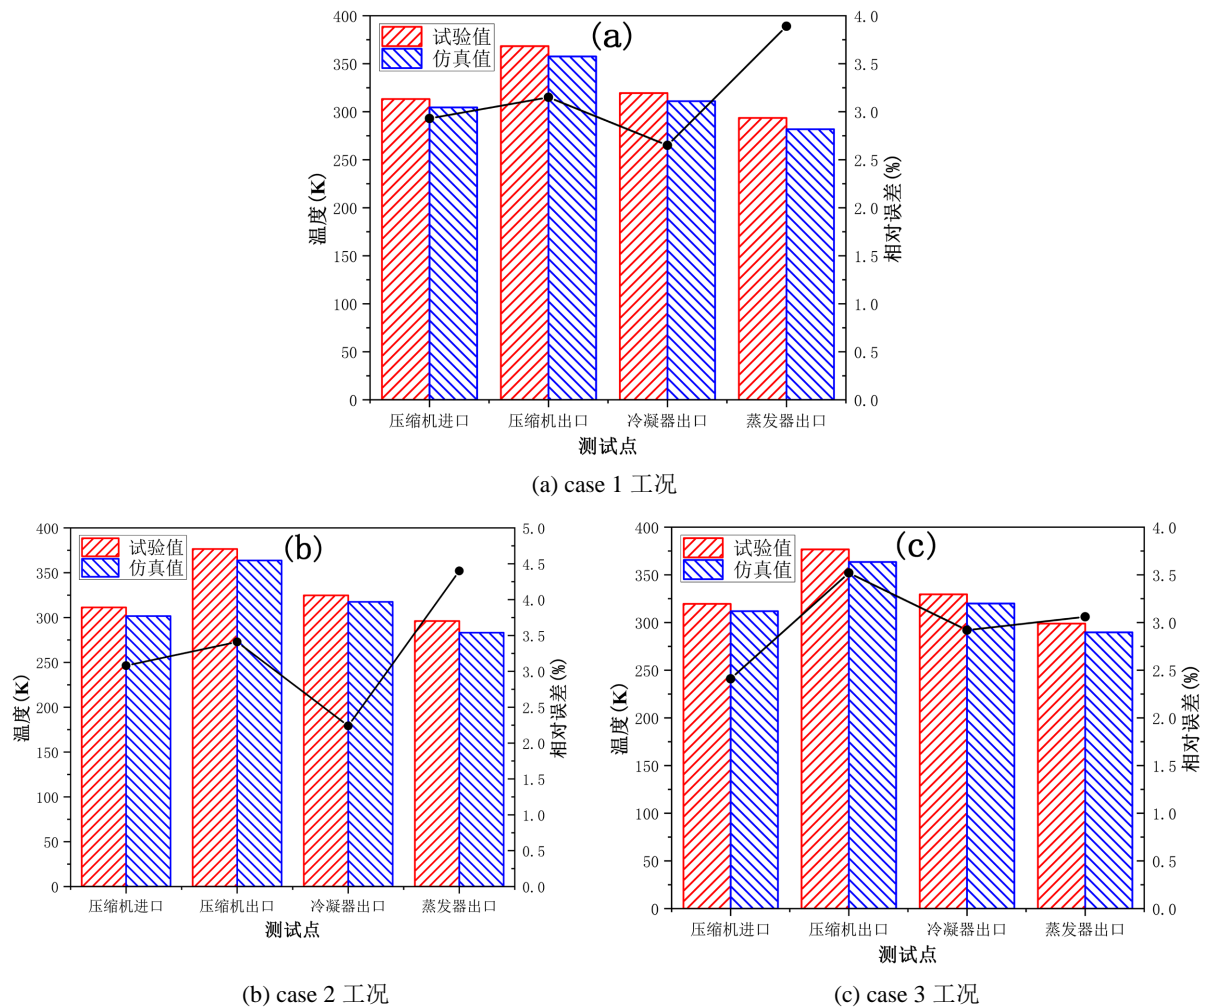 (a)
试验值
仿真值
400
350
300
250
200
150
100
50
0
温度(K)
4.0
3.5
3.0
2.5
2.0
1.5
1.0
0.5
0.0
相对误差(%)
压缩机进口 压缩机出口 冷凝器出口 蒸发器出口
测试点
(a) case 1 工况
(b)
试验值
仿真值
400
350
300
250
200
150
100
50
0
温度(K)
5.0
4.5
4.0
3.5
3.0
2.5
2.0
1.5
1.0
0.5
0.0
相对误差(%)
压缩机进口 压缩机出口 冷凝器出口 蒸发器出口
测试点
(b) case 2 工况
(c)
试验值
仿真值
400
350
300
250
200
150
100
50
0
温度(K)
4.0
3.5
3.0
2.5
2.0
1.5
1.0
0.5
0.0
相对误差(%)
压缩机进口 压缩机出口 冷凝器出口 蒸发器出口
测试点
(c) case 3 工况